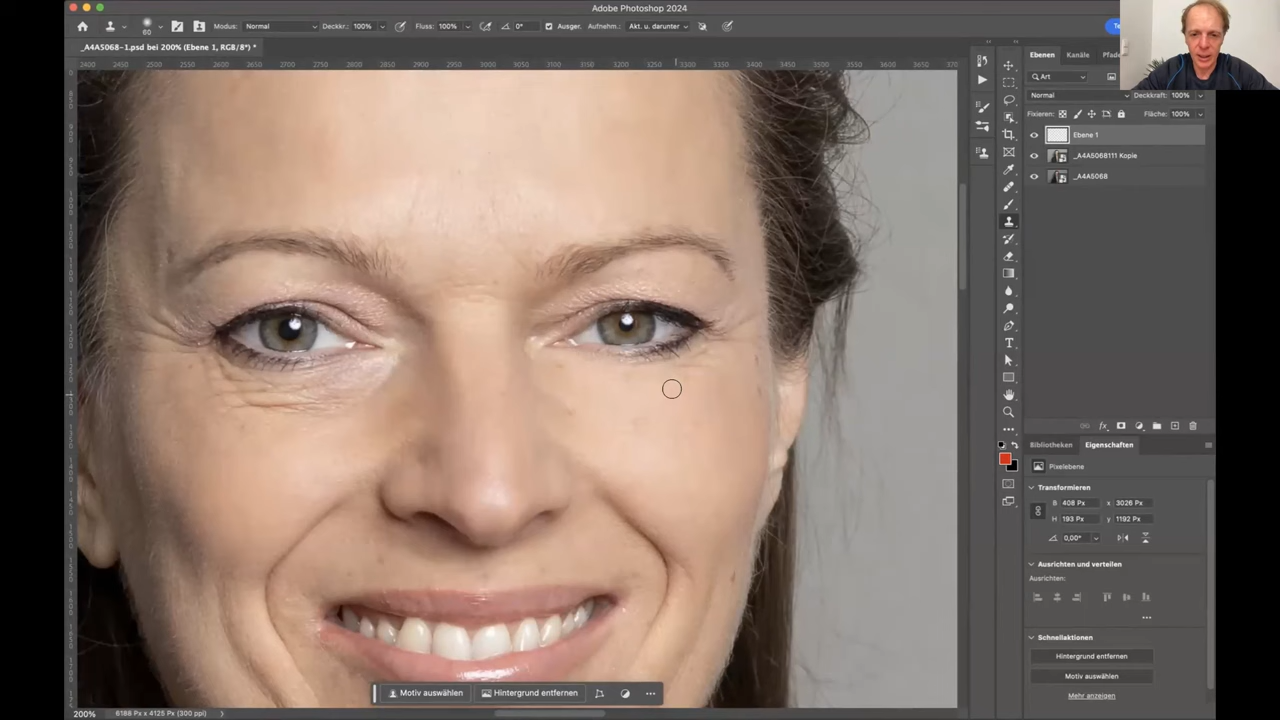 Adobe Photoshop 2024
60
Modus: Normal
Deckkr.: 100%
Fluss: 100%
0°
Ausger.
Aufnehm.: Akt. u. darunter
_A4A5068-1.psd bei 200% (Ebene 1, RGB/8*) *
Ebenen
Kanäle
Art
Normal
Deckkraft: 100%
Fixieren:
Fläche: 100%
Ebene 1
_A4A5068111 Kopie
_A4A5068
fx
Bibliotheken
Eigenschaften
Pixelebene
Transformieren
B 408 Px
x 3026 Px
H 193 Px
y 1192 Px
0,00°
Ausrichten und verteilen
Ausrichten:
Schnellaktionen
Hintergrund entfernen
Motiv auswählen
Mehr anzeigen
Motiv auswählen
Hintergrund entfernen
200%
6188 Px x 4125 Px (300 ppi)